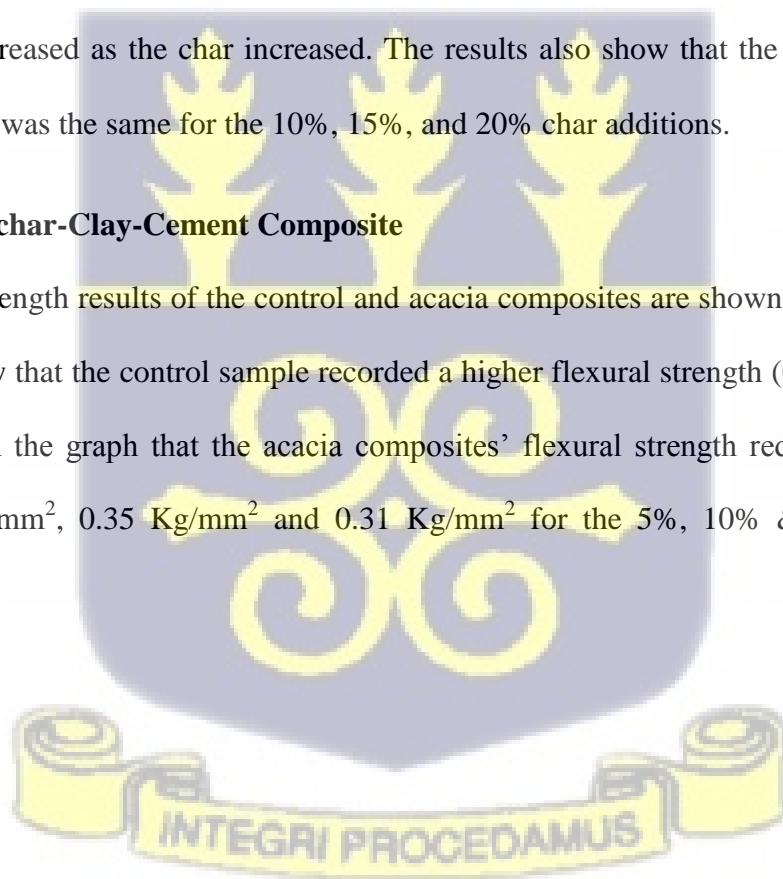 reased as the char increased. The results also show that the
was the same for the 10%, 15%, and 20% char additions.
char-Clay-Cement Composite
ength results of the control and acacia composites are shown
that the control sample recorded a higher flexural strength (
the graph that the acacia composites’ flexural strength rec
mm², 0.35 Kg/mm² and 0.31 Kg/mm² for the 5%, 10% &
INTEGRI PROCEDAMUS